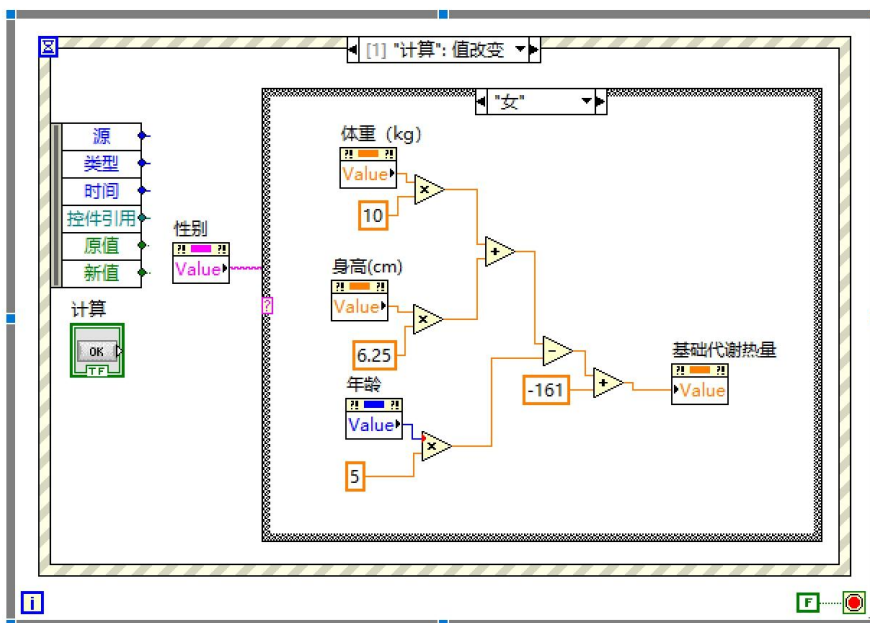 [1] "计算": 值改变
"女"
源
类型
时间
控件引用
原值
新值
计算
OK
TF
性别
?! ?!
Value
?
体重（kg）
?! ?!
Value
10
身高(cm)
?! ?!
Value
6.25
年龄
?! ?!
Value
5
×
×
×
+
−
-161
+
基础代谢热量
?! ?!
Value
i
F